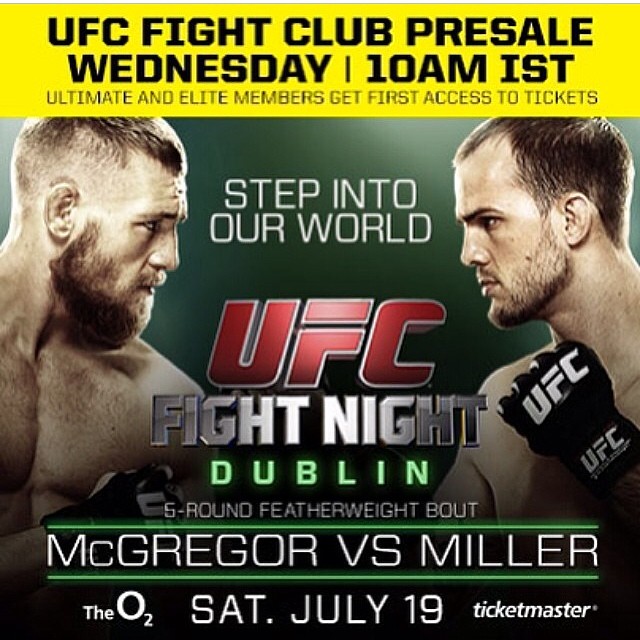 UFC FIGHT CLUB PRESALE
WEDNESDAY | 10AM IST
ULTIMATE AND ELITE MEMBERS GET FIRST ACCESS TO TICKETS
STEP INTO
OUR WORLD
UFC
FIGHT NIGHT
DUBLIN
UFC
UFC
5-ROUND FEATHERWEIGHT BOUT
McGREGOR VS MILLER
The O2 SAT. JULY 19 ticketmaster®